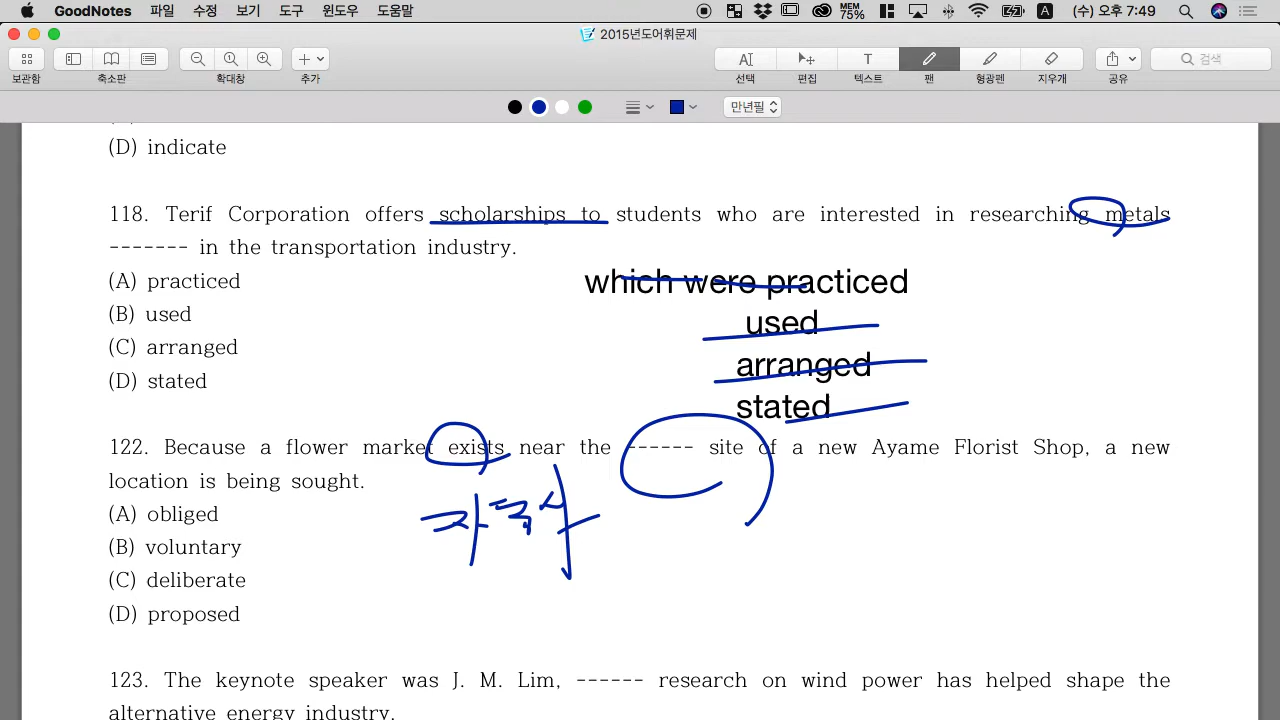 GoodNotes 파일 수정 보기 도구 윈도우 도움말 MEM 75% A (수) 오후 7:49
2015년도어휘문제
AI T 검색
보관함 축소판 확대창 추가 선택 편집 텍스트 팬 형광펜 지우개 공유
만년필
(D) indicate
118. Terif Corporation offers scholarships to students who are interested in researching metals
------- in the transportation industry.
(A) practiced
which were practiced
(B) used
used
(C) arranged
arranged
(D) stated
stated
122. Because a flower market exists near the ------ site of a new Ayame Florist Shop, a new
location is being sought.
(A) obliged
(B) voluntary
(C) deliberate
(D) proposed
123. The keynote speaker was J. M. Lim, ------ research on wind power has helped shape the
alternative energy industry.